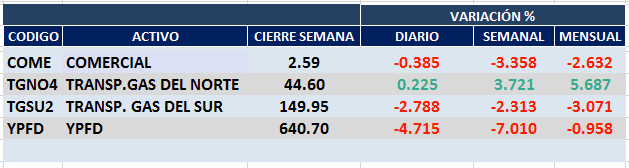 VARIACIÓN %
CODIGO ACTIVO CIERRE SEMANA DIARIO SEMANAL MENSUAL
COME COMERCIAL 2.59 -0.385 -3.358 -2.632
TGNO4 TRANSP.GAS DEL NORTE 44.60 0.225 3.721 5.687
TGSU2 TRANSP. GAS DEL SUR 149.95 -2.788 -2.313 -3.071
YPFD YPFD 640.70 -4.715 -7.010 -0.958